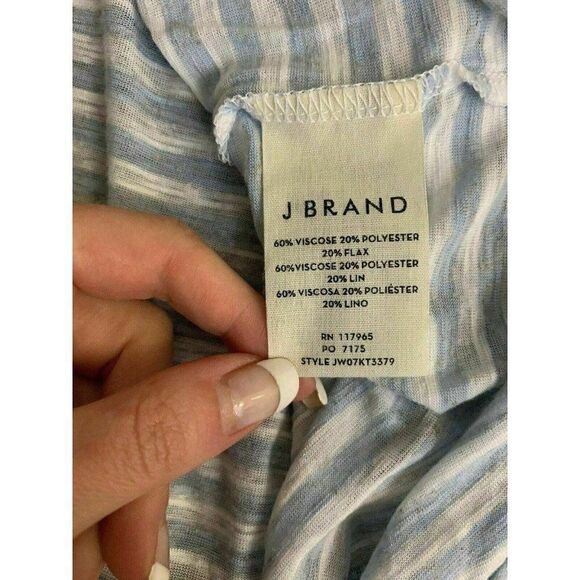 J BRAND
60% VISCOSE 20% POLYESTER
20% FLAX
60%VISCOSE 20% POLYESTER
20% LIN
60% VISCOSA 20% POLIÉSTER
20% LINO
RN 117965
PO 7175
STYLE JW07KT3379